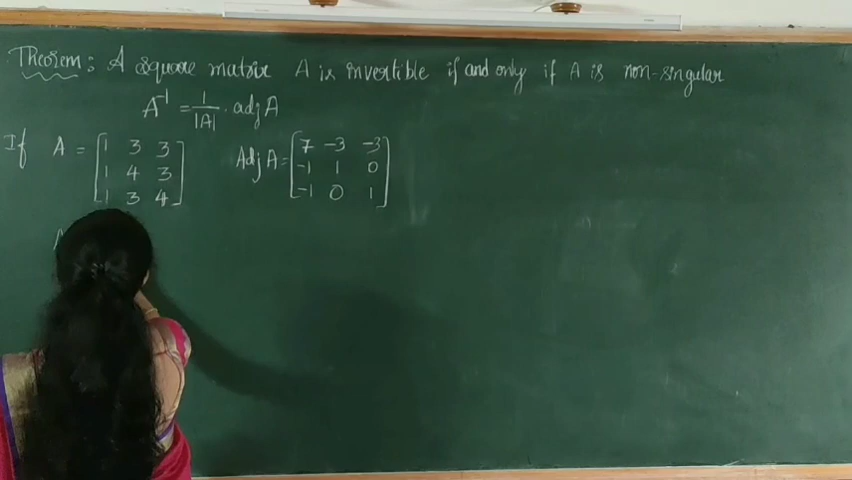 Theorem: A square matrix A is invertible if and only if A is non-singular
A⁻¹ = 1/|A| · adj A
If A = [1 3 3; 1 4 3; 1 3 4] Adj A = [7 -3 -3; -1 1 0; -1 0 1]